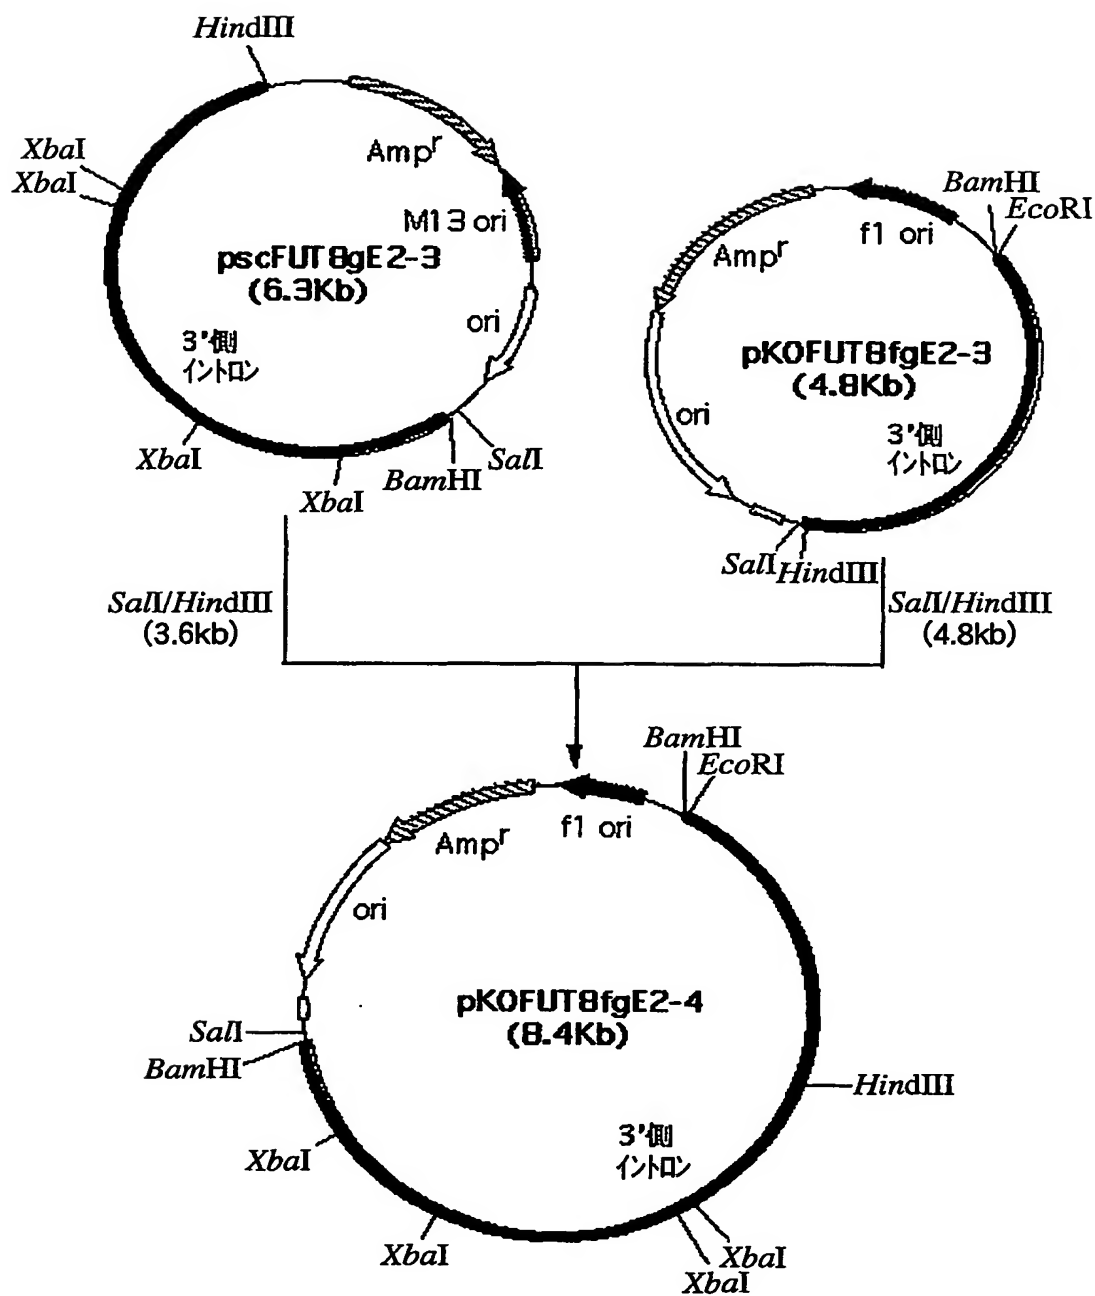 HindIII
XbaI
XbaI
Ampr
M13 ori
pscFUT8gE2-3
(6.3Kb)
ori
3'側
イントロン
XbaI
XbaI
BamHI
SalI
BamHI
EcoRI
f1 ori
Ampr
pKOFUT8fgE2-3
(4.8Kb)
ori
3'側
イントロン
SalI
HindIII
SalI/HindIII
(3.6kb)
SalI/HindIII
(4.8kb)
BamHI
EcoRI
f1 ori
Ampr
ori
pKOFUT8fgE2-4
(8.4Kb)
SalI
BamHI
HindIII
3'側
イントロン
XbaI
XbaI
XbaI
XbaI